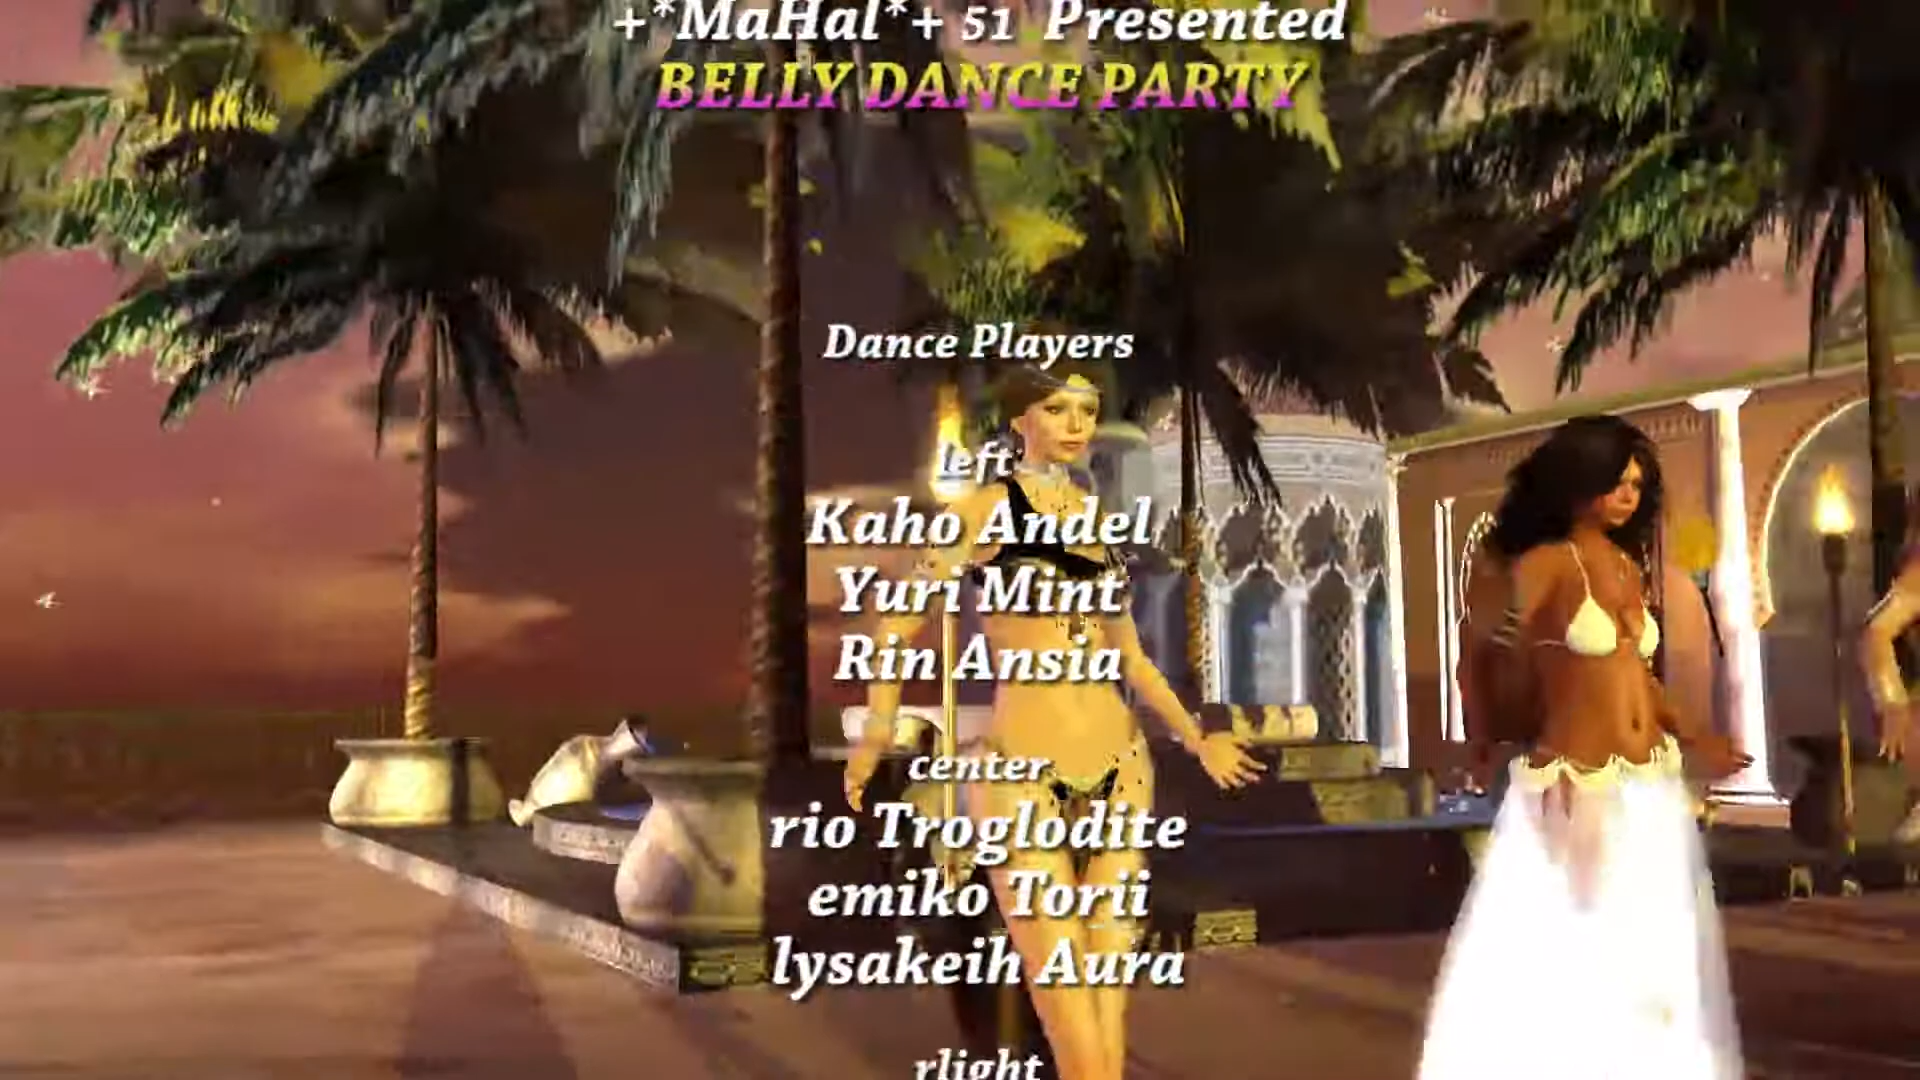 +*MaHal*+ 51 Presented
BELLY DANCE PARTY
Dance Players
left
Kaho Andel
Yuri Mint
Rin Ansia
center
rio Troglodite
emiko Torii
lysakeih Aura
rlight